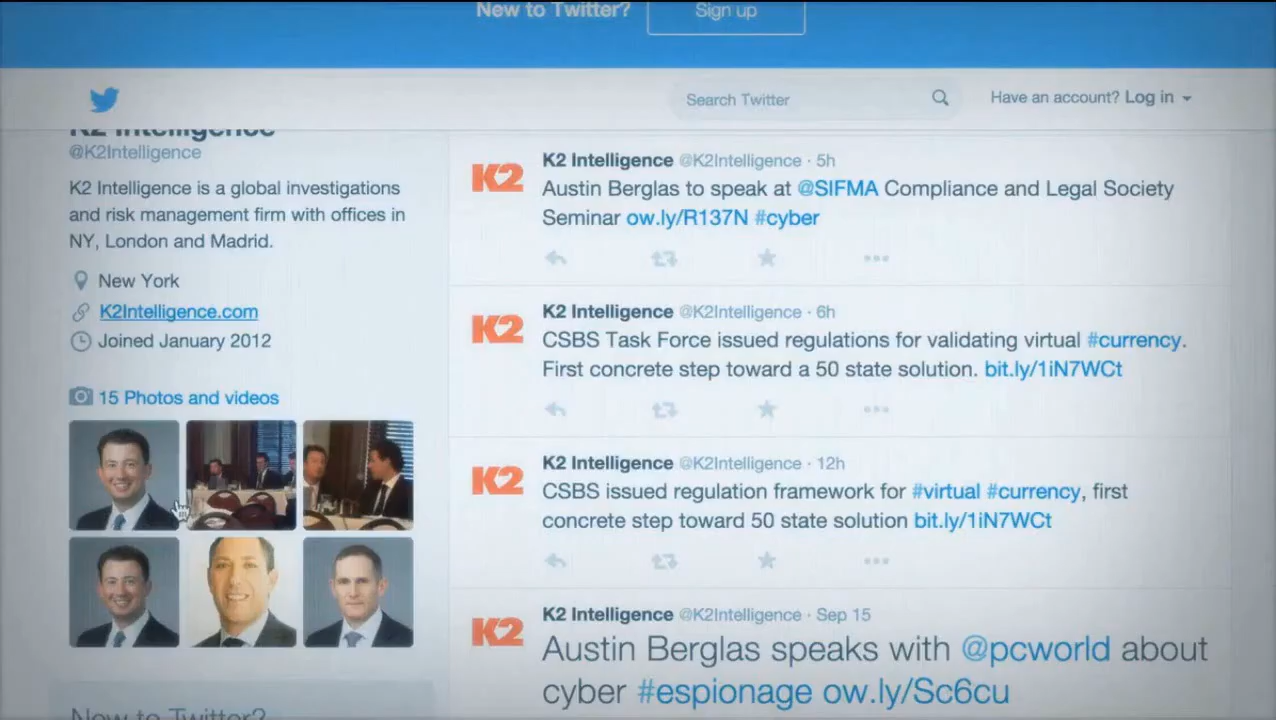 New to Twitter?
Sign up
Search Twitter
Have an account? Log in
K2 Intelligence
@K2Intelligence
K2 Intelligence is a global investigations
and risk management firm with offices in
NY, London and Madrid.
New York
K2Intelligence.com
Joined January 2012
15 Photos and videos
New to Twitter?
K2
K2 Intelligence @K2Intelligence · 5h
Austin Berglas to speak at @SIFMA Compliance and Legal Society
Seminar ow.ly/R137N #cyber
K2
K2 Intelligence @K2Intelligence · 6h
CSBS Task Force issued regulations for validating virtual #currency.
First concrete step toward a 50 state solution. bit.ly/1iN7WCt
K2
K2 Intelligence @K2Intelligence · 12h
CSBS issued regulation framework for #virtual #currency, first
concrete step toward 50 state solution bit.ly/1iN7WCt
K2
K2 Intelligence @K2Intelligence · Sep 15
Austin Berglas speaks with @pcworld about
cyber #espionage ow.ly/Sc6cu